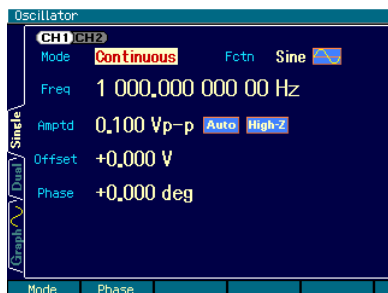 Oscillator
CH1 CH2
Mode Continuous Fctn Sine
Freq 1 000.000 000 00 Hz
Amptd 0.100 Vp-p Auto High-Z
Offset +0.000 V
Phase +0.000 deg
Single
Dual
Graph
Mode Phase